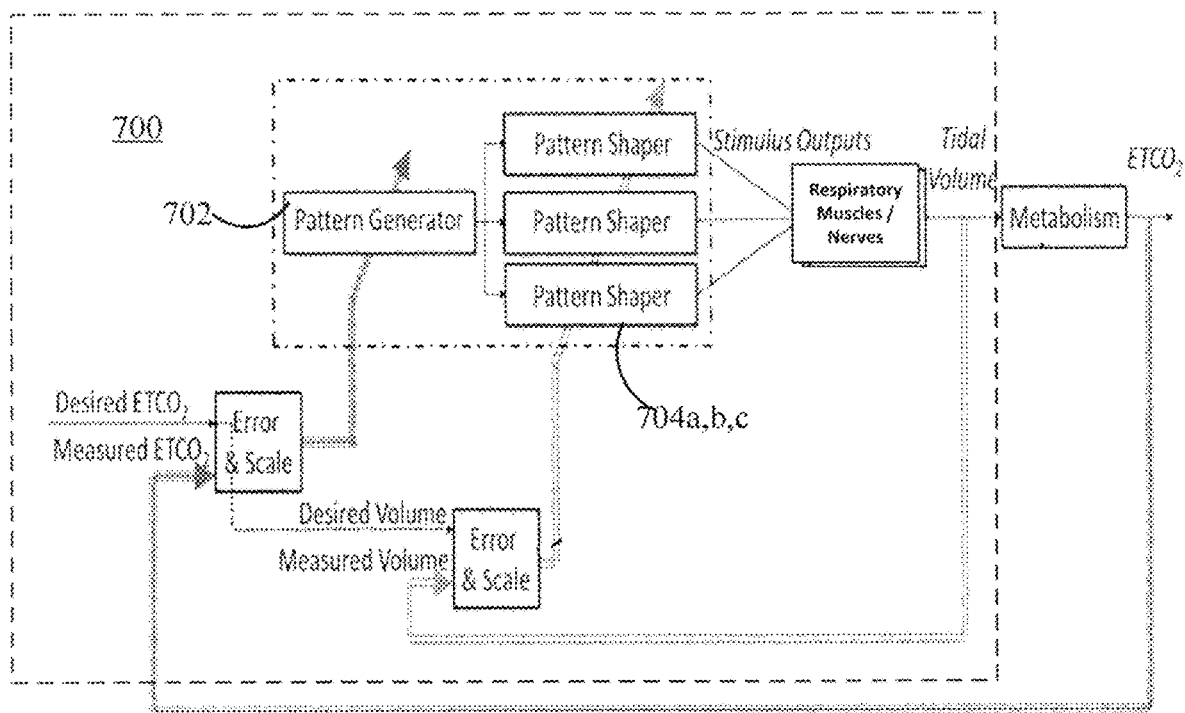 700
Pattern Shaper
Stimulus Outputs
Tidal
Volume
ETCO₂
702
Pattern Generator
Pattern Shaper
Respiratory
Muscles /
Nerves
Metabolism
Pattern Shaper
704a,b,c
Desired ETCO₂
Measured ETCO₂
Error
& Scale
Desired Volume
Measured Volume
Error
& Scale